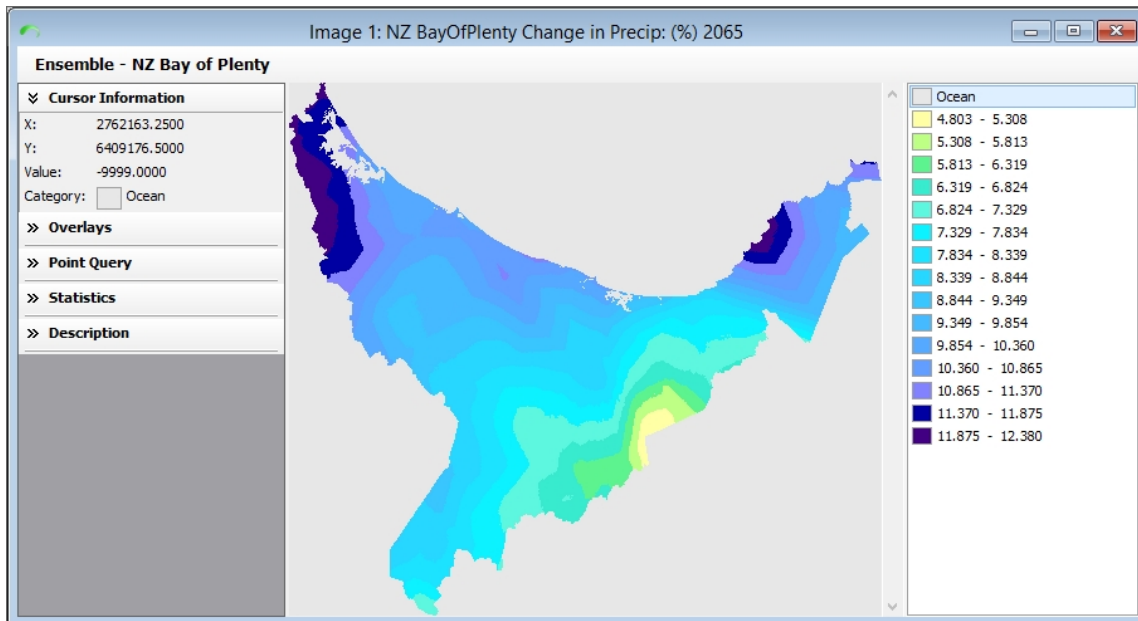 Image 1: NZ BayOfPlenty Change in Precip: (%) 2065
Ensemble - NZ Bay of Plenty
Cursor Information
X: 2762163.2500
Y: 6409176.5000
Value: -9999.0000
Category: Ocean
Overlays
Point Query
Statistics
Description
Ocean
4.803 - 5.308
5.308 - 5.813
5.813 - 6.319
6.319 - 6.824
6.824 - 7.329
7.329 - 7.834
7.834 - 8.339
8.339 - 8.844
8.844 - 9.349
9.349 - 9.854
9.854 - 10.360
10.360 - 10.865
10.865 - 11.370
11.370 - 11.875
11.875 - 12.380